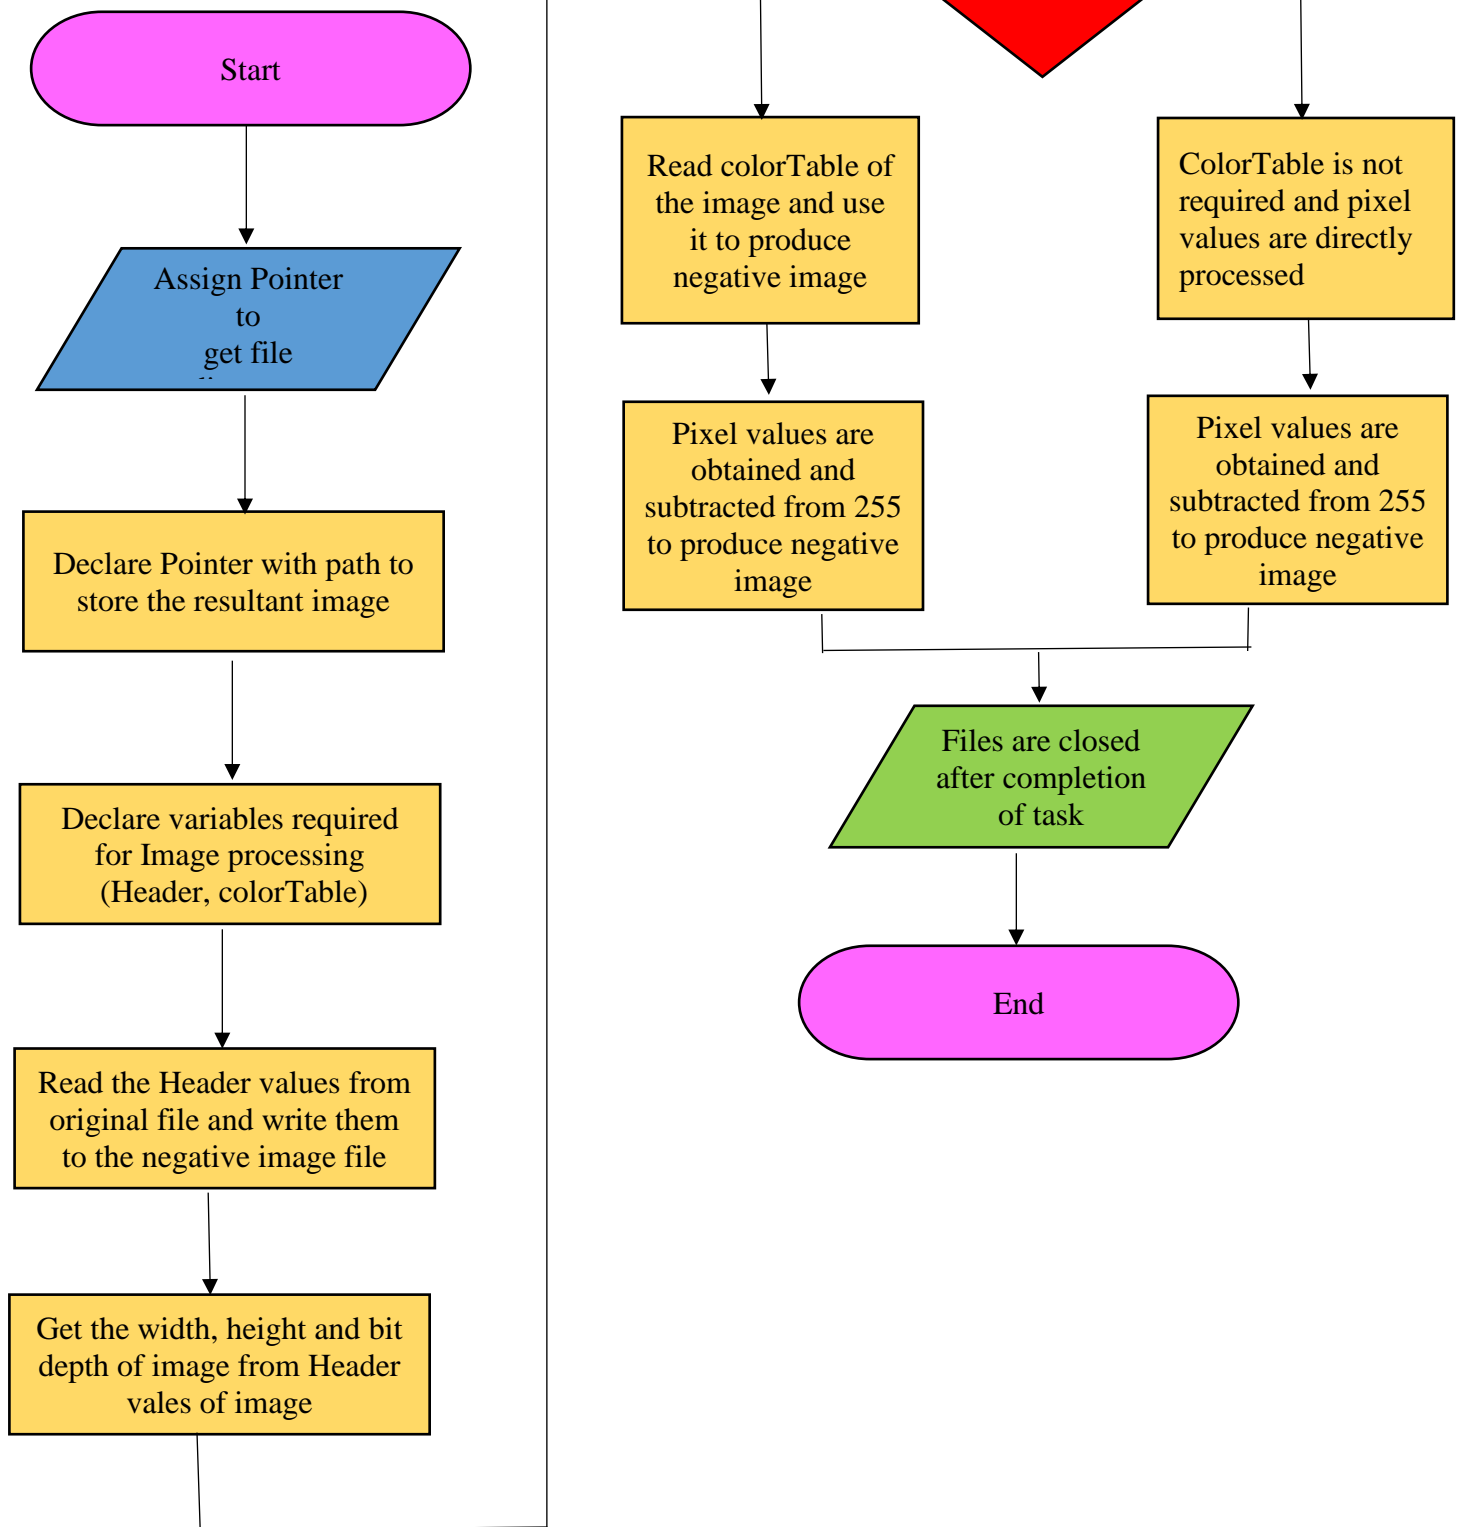 Start
Assign Pointer
to
get file
Declare Pointer with path to
store the resultant image
Declare variables required
for Image processing
(Header, colorTable)
Read the Header values from
original file and write them
to the negative image file
Get the width, height and bit
depth of image from Header
vales of image
Read colorTable of
the image and use
it to produce
negative image
Pixel values are
obtained and
subtracted from 255
to produce negative
image
ColorTable is not
required and pixel
values are directly
processed
Pixel values are
obtained and
subtracted from 255
to produce negative
image
Files are closed
after completion
of task
End